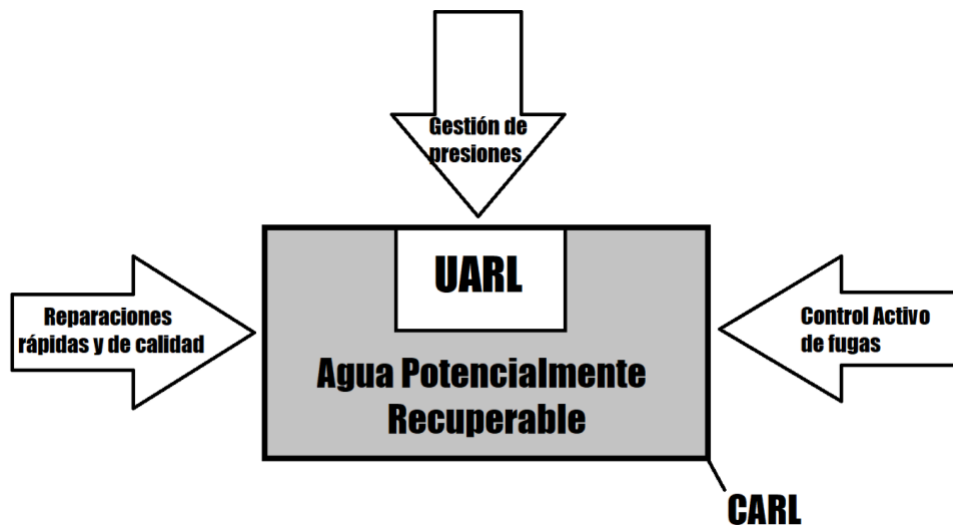 Gestión de
presiones
UARL
Reparaciones
rápidas y de calidad
Control Activo
de fugas
Agua Potencialmente
Recuperable
CARL